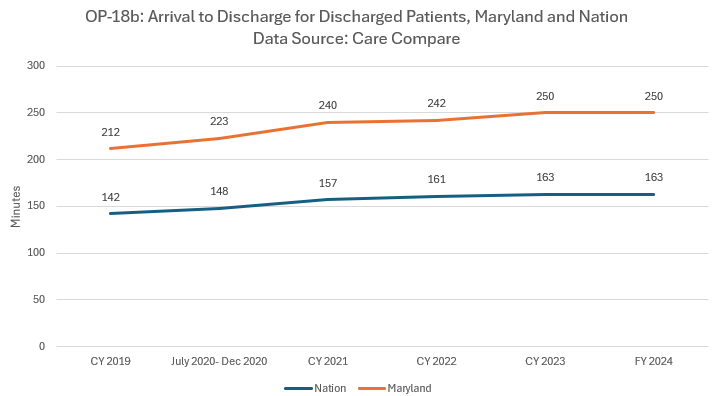 OP-18b: Arrival to Discharge for Discharged Patients, Maryland and Nation
Data Source: Care Compare
300
250
200
150
100
50
0
Minutes
212
223
240
242
250
250
142
148
157
161
163
163
CY 2019
July 2020- Dec 2020
CY 2021
CY 2022
CY 2023
FY 2024
Nation
Maryland